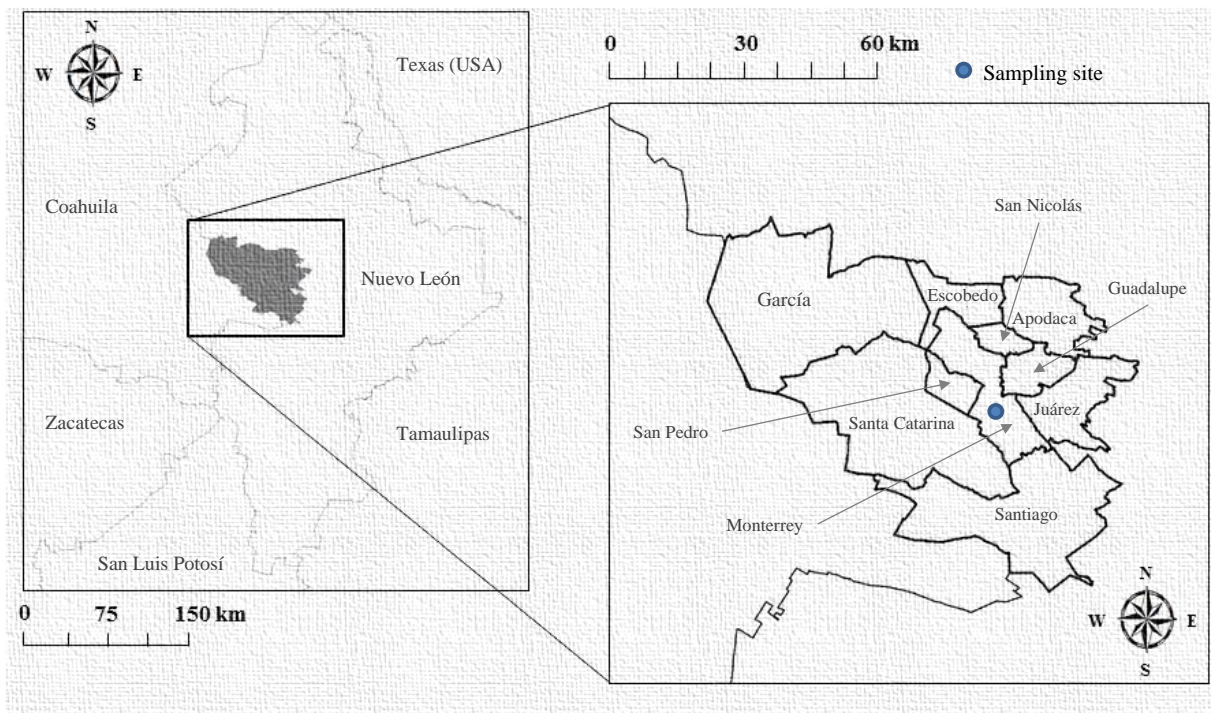 N
W E
S
Texas (USA)
Coahuila
Nuevo León
Zacatecas
Tamaulipas
San Luis Potosí
0 75 150 km
0 30 60 km
Sampling site
San Nicolás
Guadalupe
García
Escobedo
Apodaca
San Pedro
Santa Catarina
Juárez
Monterrey
Santiago
N
W E
S